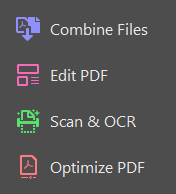 Combine Files
Edit PDF
Scan & OCR
Optimize PDF